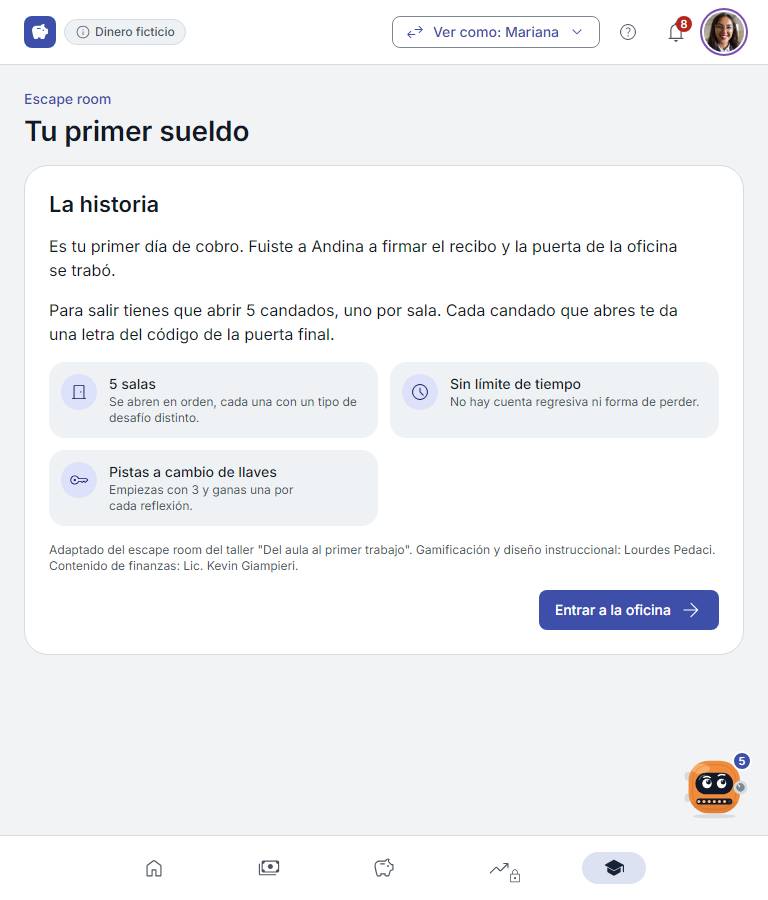 Dinero ficticio
Ver como: Mariana
8
Escape room
Tu primer sueldo
La historia
Es tu primer día de cobro. Fuiste a Andina a firmar el recibo y la puerta de la oficina
se trabó.
Para salir tienes que abrir 5 candados, uno por sala. Cada candado que abres te da
una letra del código de la puerta final.
5 salas
Se abren en orden, cada una con un tipo de
desafío distinto.
Sin límite de tiempo
No hay cuenta regresiva ni forma de perder.
Pistas a cambio de llaves
Empiezas con 3 y ganas una por
cada reflexión.
Adaptado del escape room del taller "Del aula al primer trabajo". Gamificación y diseño instruccional: Lourdes Pedaci.
Contenido de finanzas: Lic. Kevin Giampieri.
Entrar a la oficina
5